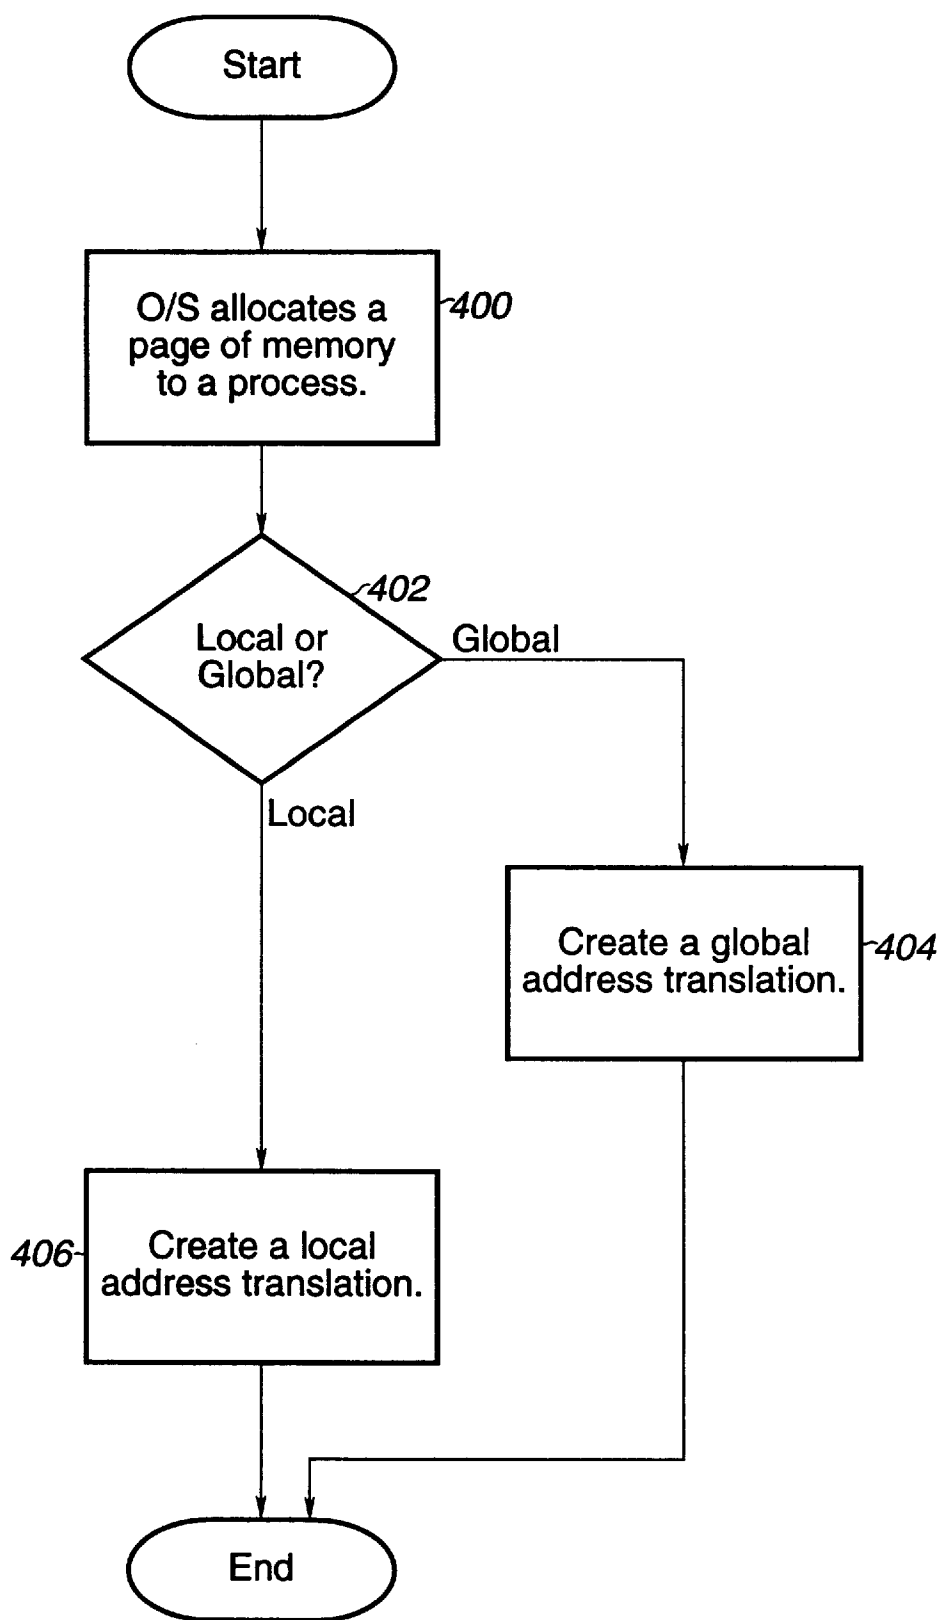 Start
O/S allocates a
page of memory
to a process.
400
402
Local or
Global?
Global
Local
Create a global
address translation.
404
406
Create a local
address translation.
End